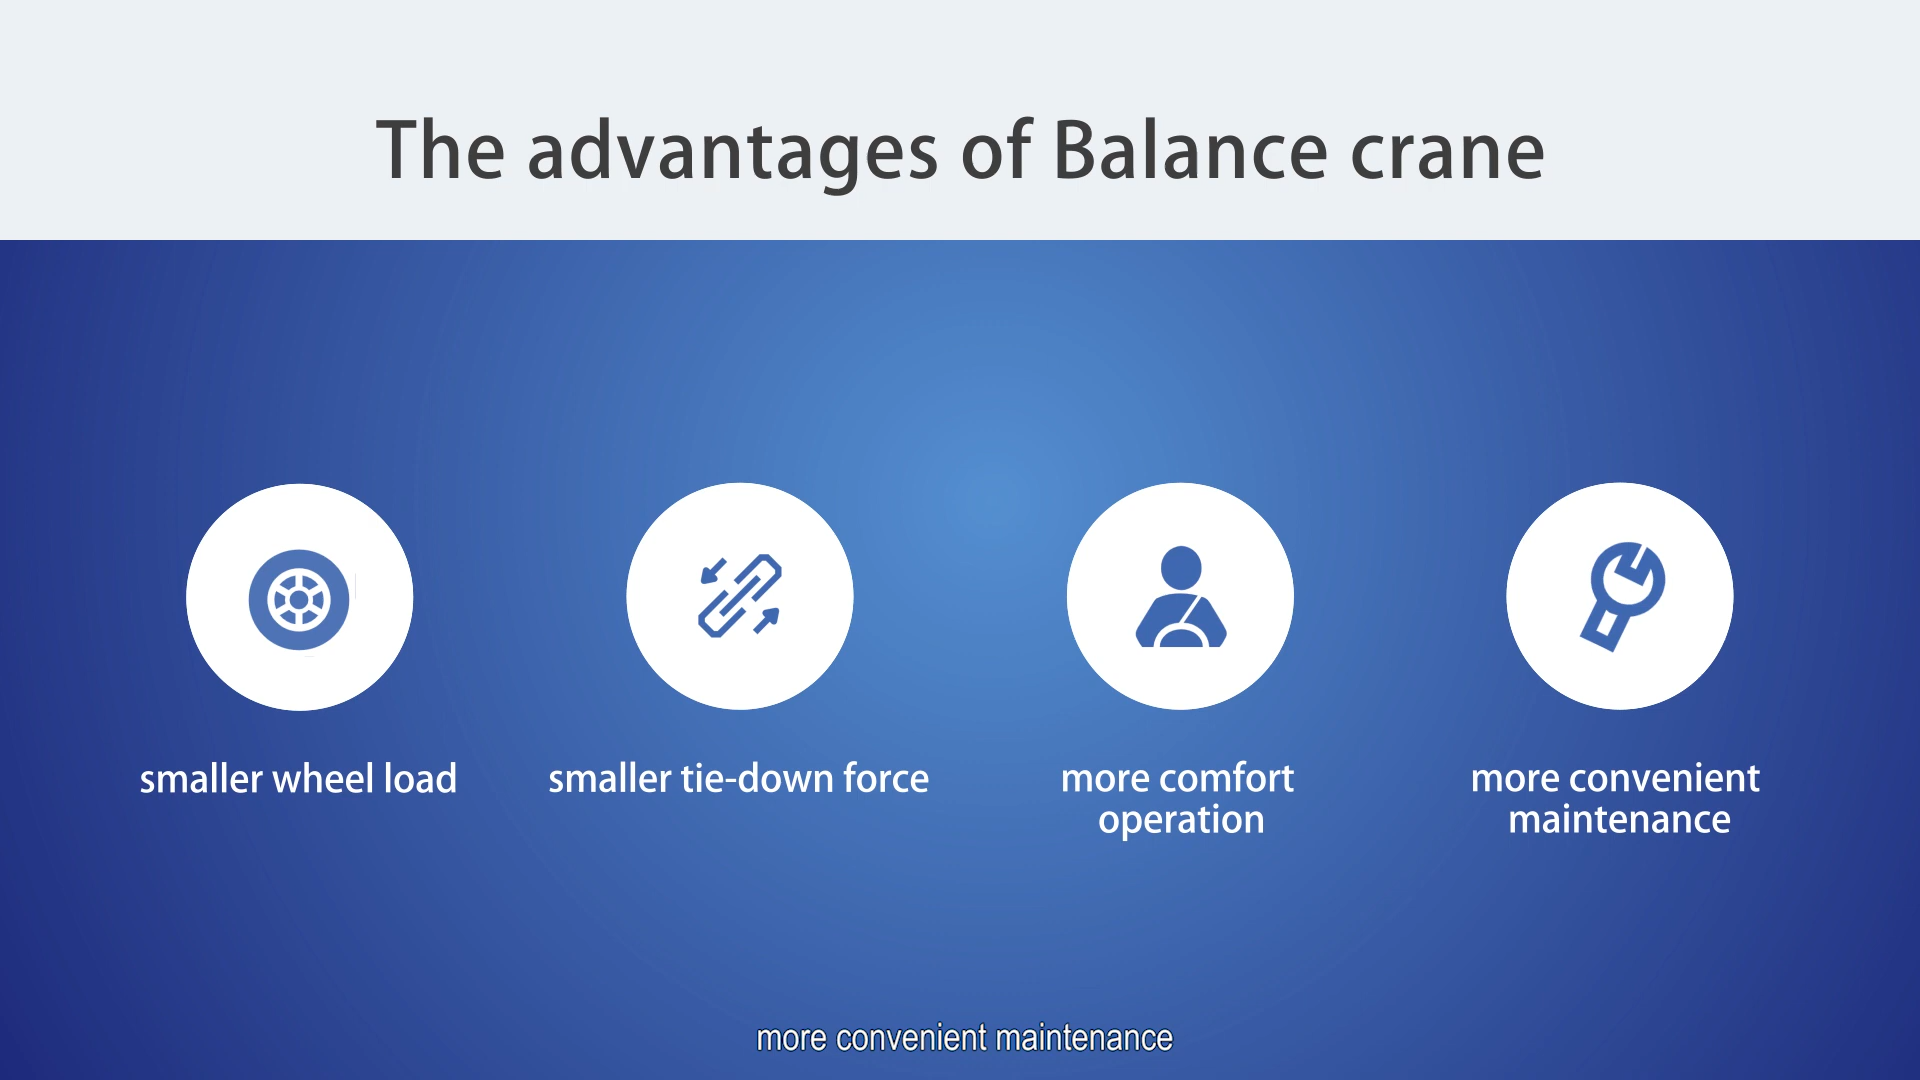 The advantages of Balance crane
smaller wheel load
smaller tie-down force
more comfort
operation
more convenient
maintenance
more convenient maintenance